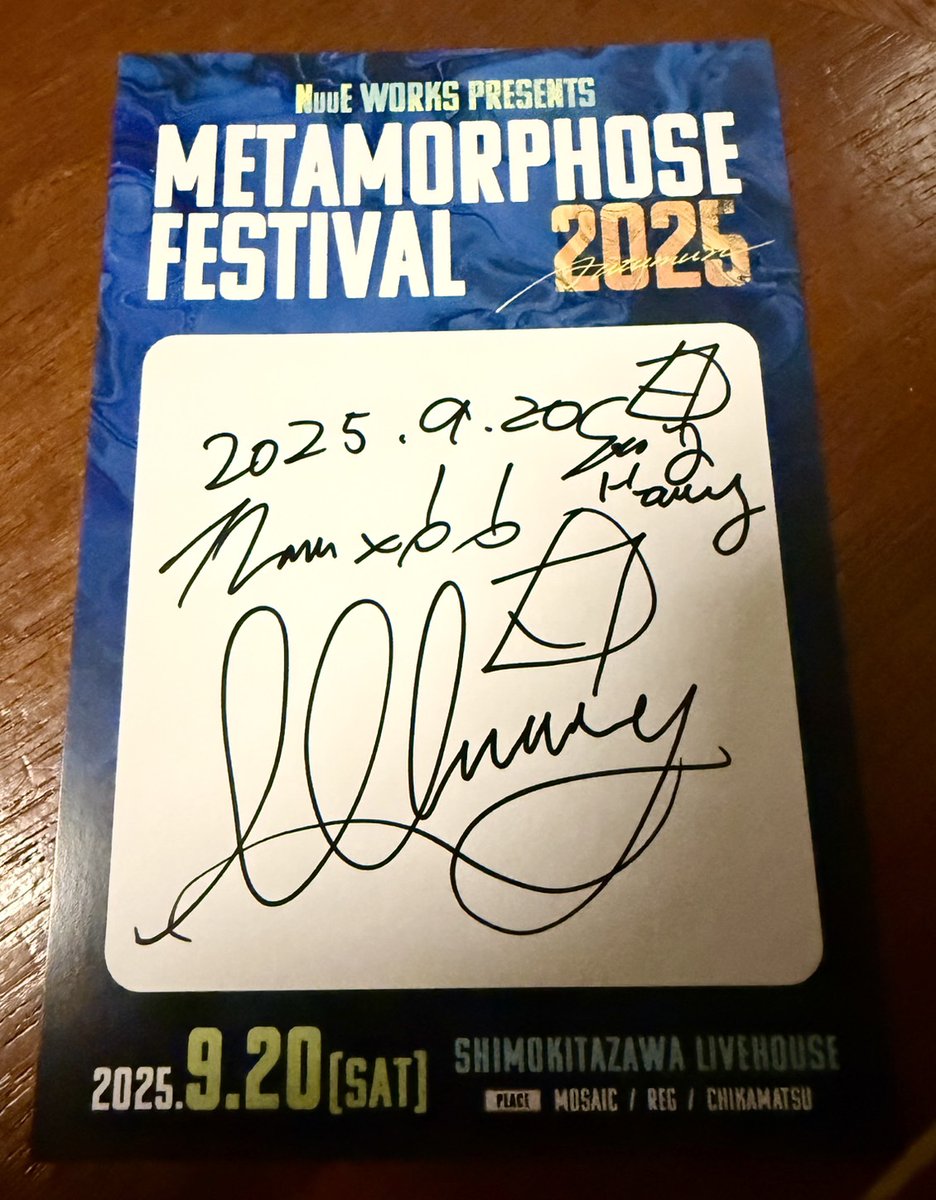 NuuE WORKS PRESENTS
METAMORPHOSE
FESTIVAL 2025
2025.9.20
Harry
2025.9.20[SAT]
SHIMOKITAZAWA LIVEHOUSE
PLACE MOSAIC / REG / CHIKAMATSU